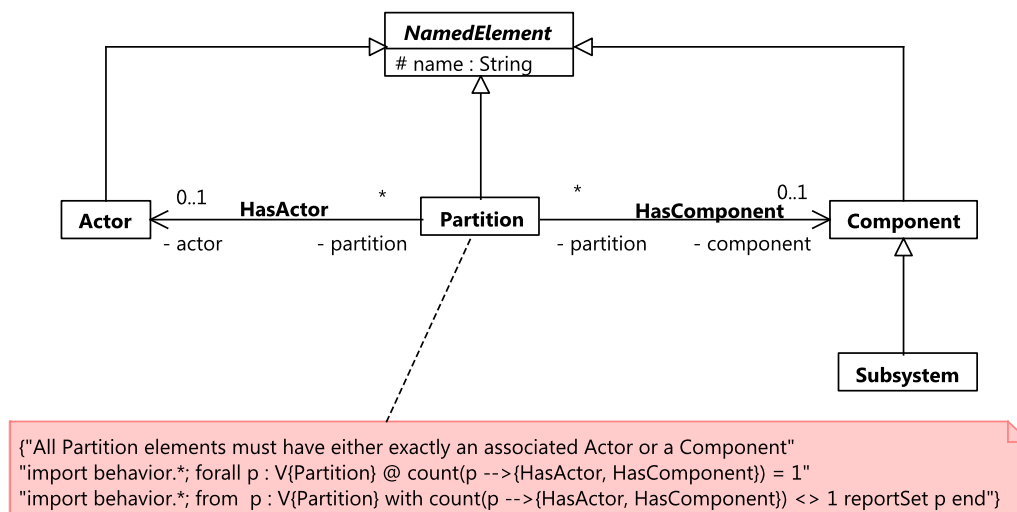 NamedElement
# name : String
0..1
HasActor
*
*
HasComponent
0..1
Actor
Partition
Component
- actor
- partition
- partition
- component
Subsystem
{"All Partition elements must have either exactly an associated Actor or a Component"
"import behavior.*; forall p : V{Partition} @ count(p -->{HasActor, HasComponent}) = 1"
"import behavior.*; from  p : V{Partition} with count(p -->{HasActor, HasComponent}) <> 1 reportSet p end"}